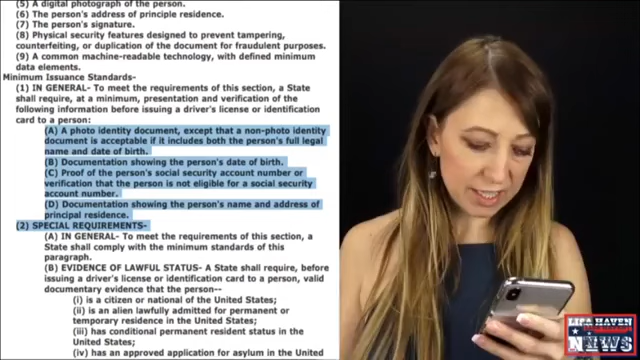 (5) A digital photograph of the person.
(6) The person's address of principle residence.
(7) The person's signature.
(8) Physical security features designed to prevent tampering,
counterfeiting, or duplication of the document for fraudulent purposes.
(9) A common machine-readable technology, with defined minimum
data elements.
Minimum Issuance Standards-
(1) IN GENERAL- To meet the requirements of this section, a State
shall require, at a minimum, presentation and verification of the
following information before issuing a driver's license or identification
card to a person:
(A) A photo identity document, except that a non-photo identity
document is acceptable if it includes both the person's full legal
name and date of birth.
(B) Documentation showing the person's date of birth.
(C) Proof of the person's social security account number or
verification that the person is not eligible for a social security
account number.
(D) Documentation showing the person's name and address of
principal residence.
(2) SPECIAL REQUIREMENTS-
(A) IN GENERAL- To meet the requirements of this section, a
State shall comply with the minimum standards of this
paragraph.
(B) EVIDENCE OF LAWFUL STATUS- A State shall require, before
issuing a driver's license or identification card to a person, valid
documentary evidence that the person--
(i) is a citizen or national of the United States;
(ii) is an alien lawfully admitted for permanent or
temporary residence in the United States;
(iii) has conditional permanent resident status in the
United States;
(iv) has an approved application for asylum in the United
LISA HAVEN
NEWS